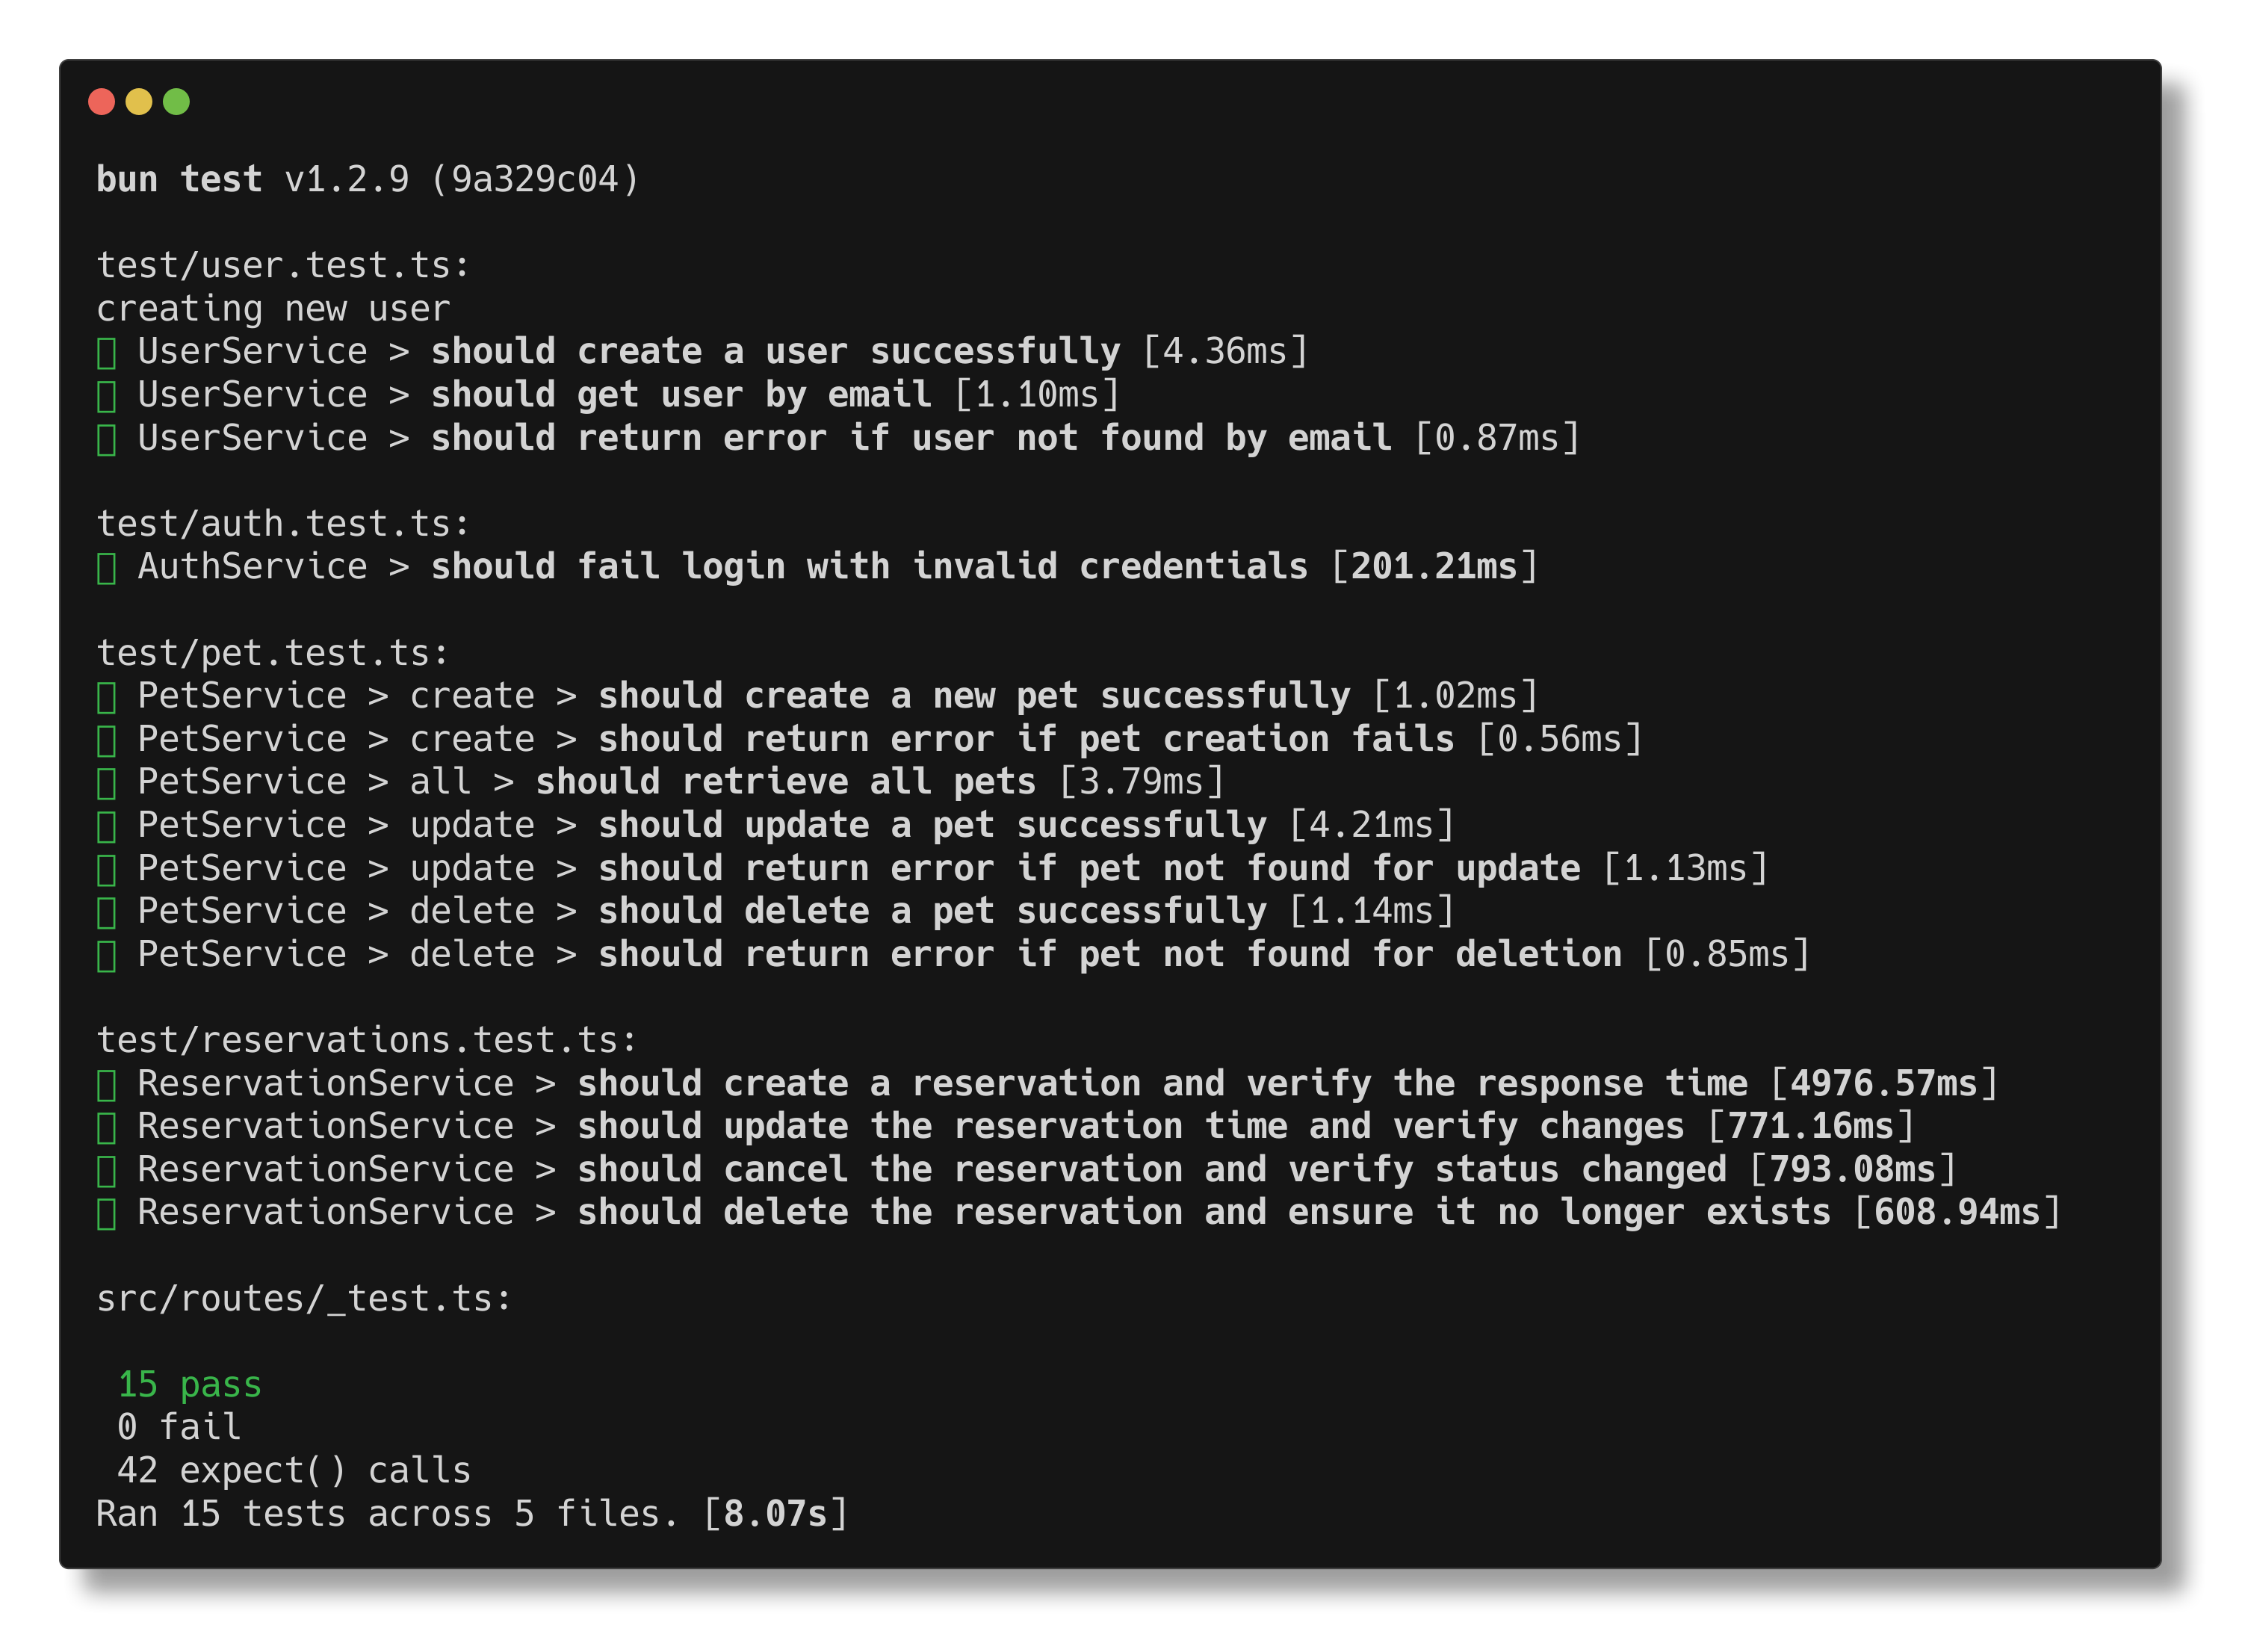 bun test v1.2.9 (9a329c04)
test/user.test.ts:
creating new user
▯ UserService > should create a user successfully [4.36ms]
▯ UserService > should get user by email [1.10ms]
▯ UserService > should return error if user not found by email [0.87ms]
test/auth.test.ts:
▯ AuthService > should fail login with invalid credentials [201.21ms]
test/pet.test.ts:
▯ PetService > create > should create a new pet successfully [1.02ms]
▯ PetService > create > should return error if pet creation fails [0.56ms]
▯ PetService > all > should retrieve all pets [3.79ms]
▯ PetService > update > should update a pet successfully [4.21ms]
▯ PetService > update > should return error if pet not found for update [1.13ms]
▯ PetService > delete > should delete a pet successfully [1.14ms]
▯ PetService > delete > should return error if pet not found for deletion [0.85ms]
test/reservations.test.ts:
▯ ReservationService > should create a reservation and verify the response time [4976.57ms]
▯ ReservationService > should update the reservation time and verify changes [771.16ms]
▯ ReservationService > should cancel the reservation and verify status changed [793.08ms]
▯ ReservationService > should delete the reservation and ensure it no longer exists [608.94ms]
src/routes/_test.ts:
15 pass
0 fail
42 expect() calls
Ran 15 tests across 5 files. [8.07s]